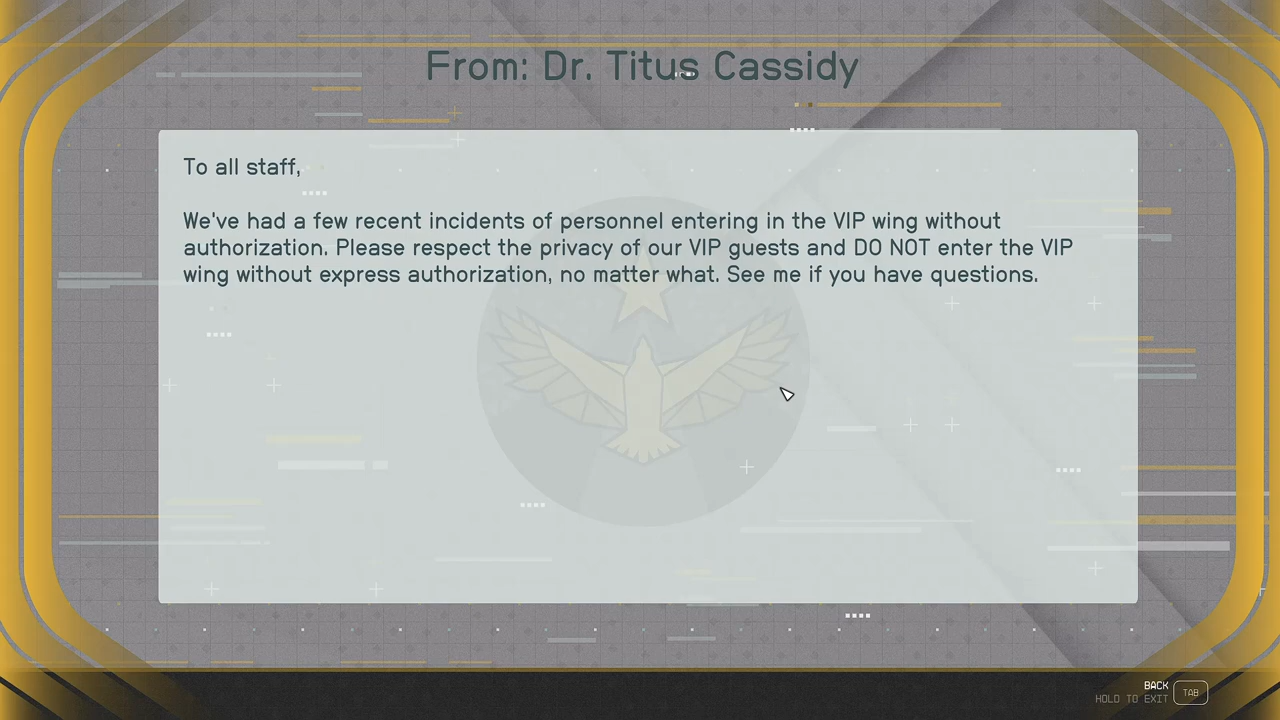 From: Dr. Titus Cassidy
To all staff,
We've had a few recent incidents of personnel entering in the VIP wing without
authorization. Please respect the privacy of our VIP guests and DO NOT enter the VIP
wing without express authorization, no matter what. See me if you have questions.
BACK
HOLD TO EXIT
TAB